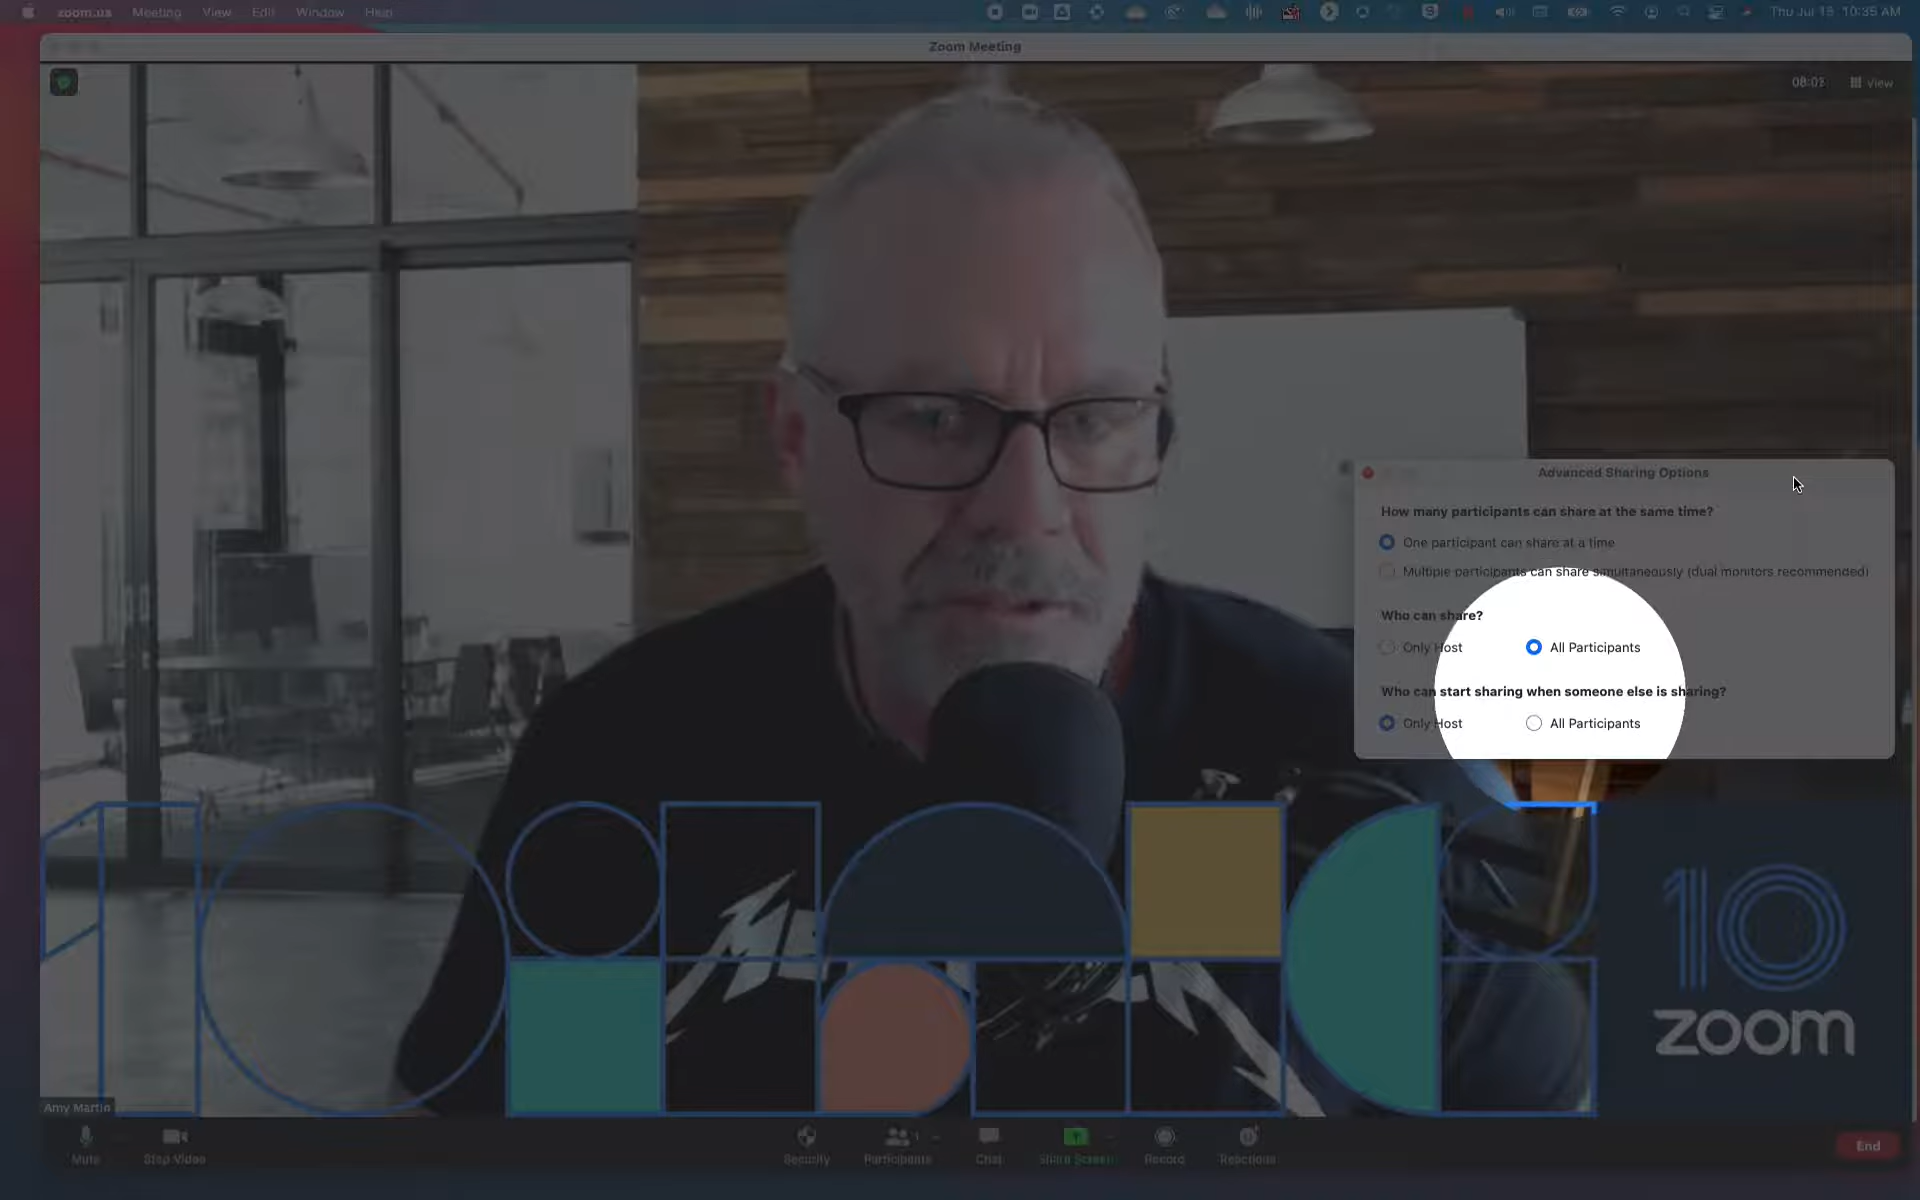 zoom.us Meeting View Edit Window Help
Thu Jul 15 10:35 AM
Zoom Meeting
08:02 View
Advanced Sharing Options
How many participants can share at the same time?
One participant can share at a time
Multiple participants can share simultaneously (dual monitors recommended)
Who can share?
Only Host All Participants
Who can start sharing when someone else is sharing?
Only Host All Participants
10
zoom
Amy Martin
Mute Stop Video Security Participants 1 Chat Share Screen Record Reactions End